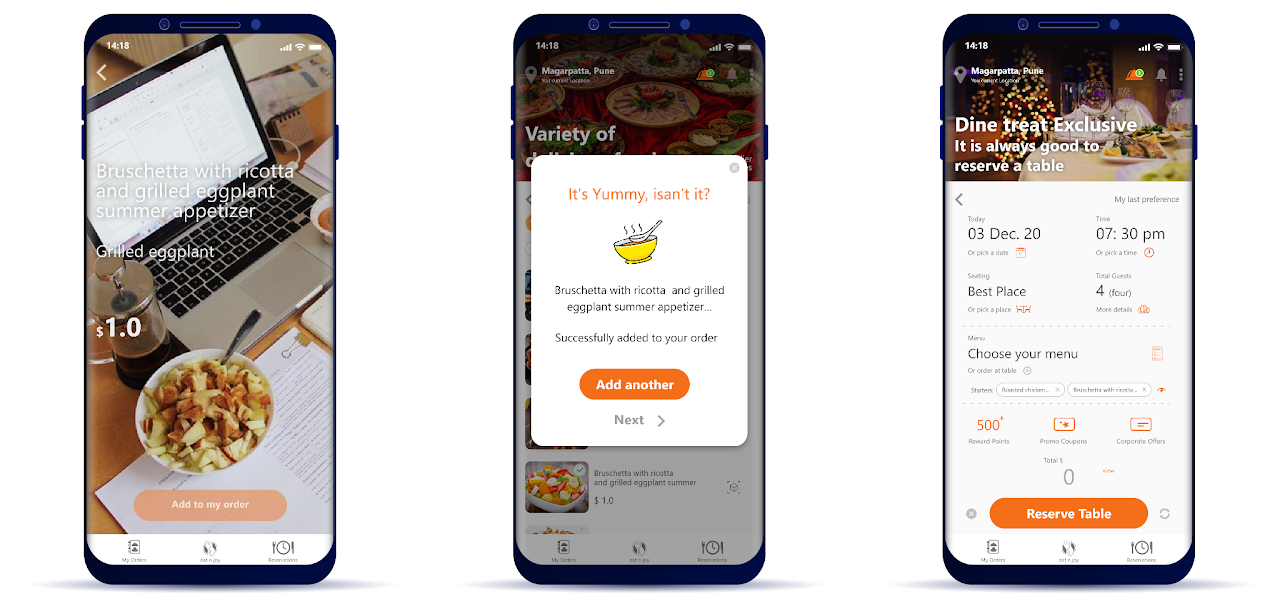 14:18
Bruschetta with ricotta
and grilled eggplant
summer appetizer
Grilled eggplant
$1.0
Add to my order
My Orders
eat n joy
Reservations
14:18
Magarpatta, Pune
You current Location
Variety of
It's Yummy, isan't it?
Bruschetta with ricotta and grilled
eggplant summer appetizer...
Successfully added to your order
Add another
Next
Bruschetta with ricotta
and grilled eggplant summer
$ 1.0
My Orders
eat n joy
Reservations
14:18
Magarpatta, Pune
You current Location
Dine treat Exclusive
It is always good to
reserve a table
My last preference
Today
Time
03 Dec. 20
07: 30 pm
Or pick a date
Or pick a time
Seating
Total Guests
Best Place
4 (four)
Or pick a place
More details
Menu
Choose your menu
Or order at table
Starters
Roasted chicken...
Bruschetta with ricotta...
500+
Reward Points
Promo Coupons
Corporate Offers
Total $
0
Reserve Table
My Orders
eat n joy
Reservations